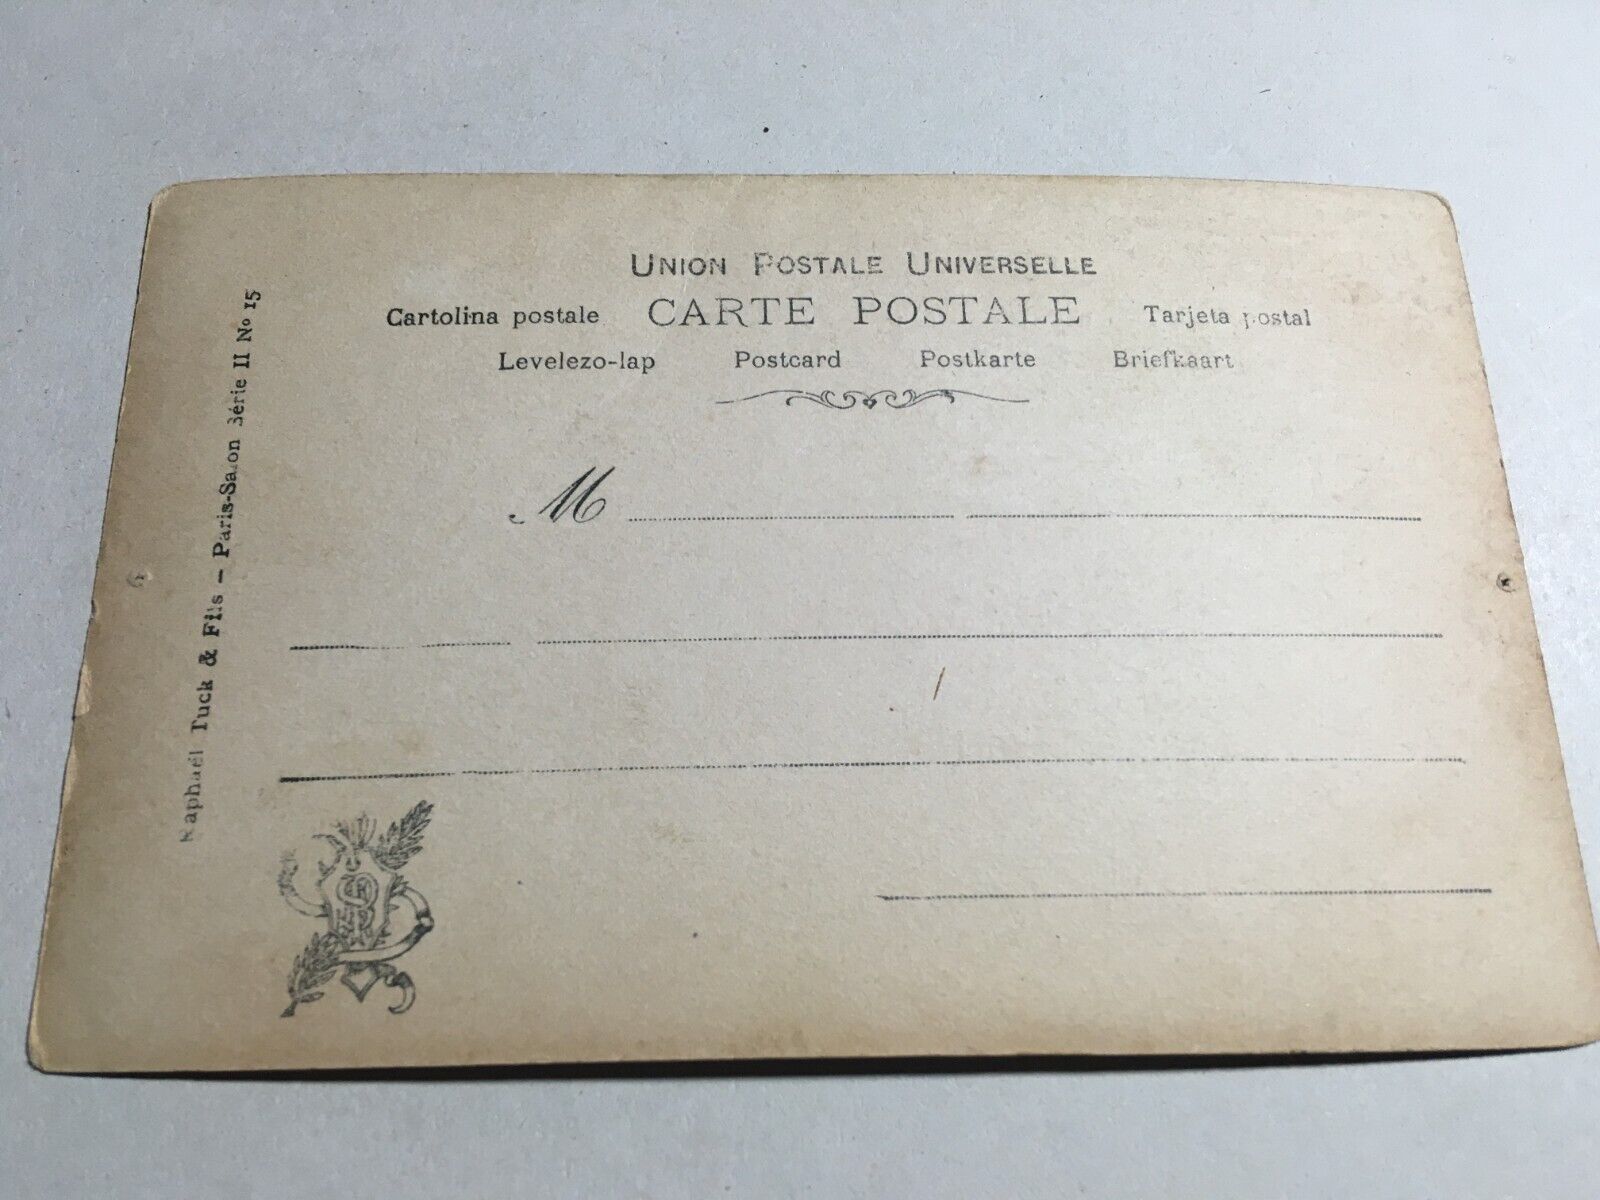 UNION POSTALE UNIVERSELLE
Cartolina postale CARTE POSTALE Tarjeta postal
Levelezo-lap Postcard Postkarte Briefkaart
M
Raphaél Tuck & Fils – Paris-Salon Série II Nº 15